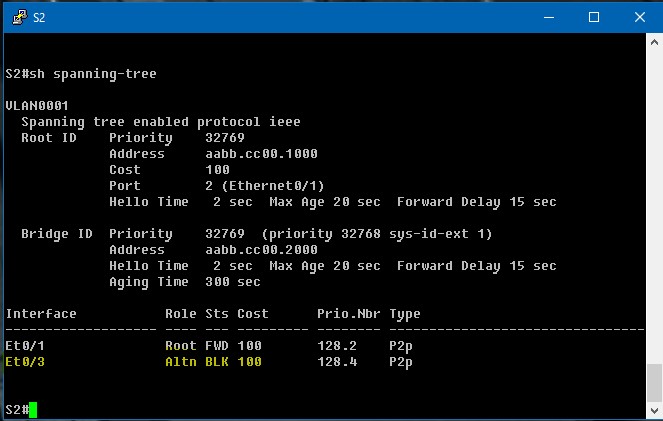 S2
S2#sh spanning-tree
VLAN0001
  Spanning tree enabled protocol ieee
  Root ID    Priority    32769
             Address     aabb.cc00.1000
             Cost        100
             Port        2 (Ethernet0/1)
             Hello Time   2 sec  Max Age 20 sec  Forward Delay 15 sec
  Bridge ID  Priority    32769  (priority 32768 sys-id-ext 1)
             Address     aabb.cc00.2000
             Hello Time   2 sec  Max Age 20 sec  Forward Delay 15 sec
             Aging Time  300 sec
Interface           Role Sts Cost      Prio.Nbr Type
------------------- ---- --- --------- -------- --------------------------------
Et0/1               Root FWD 100       128.2    P2p
Et0/3               Altn BLK 100       128.4    P2p
S2#